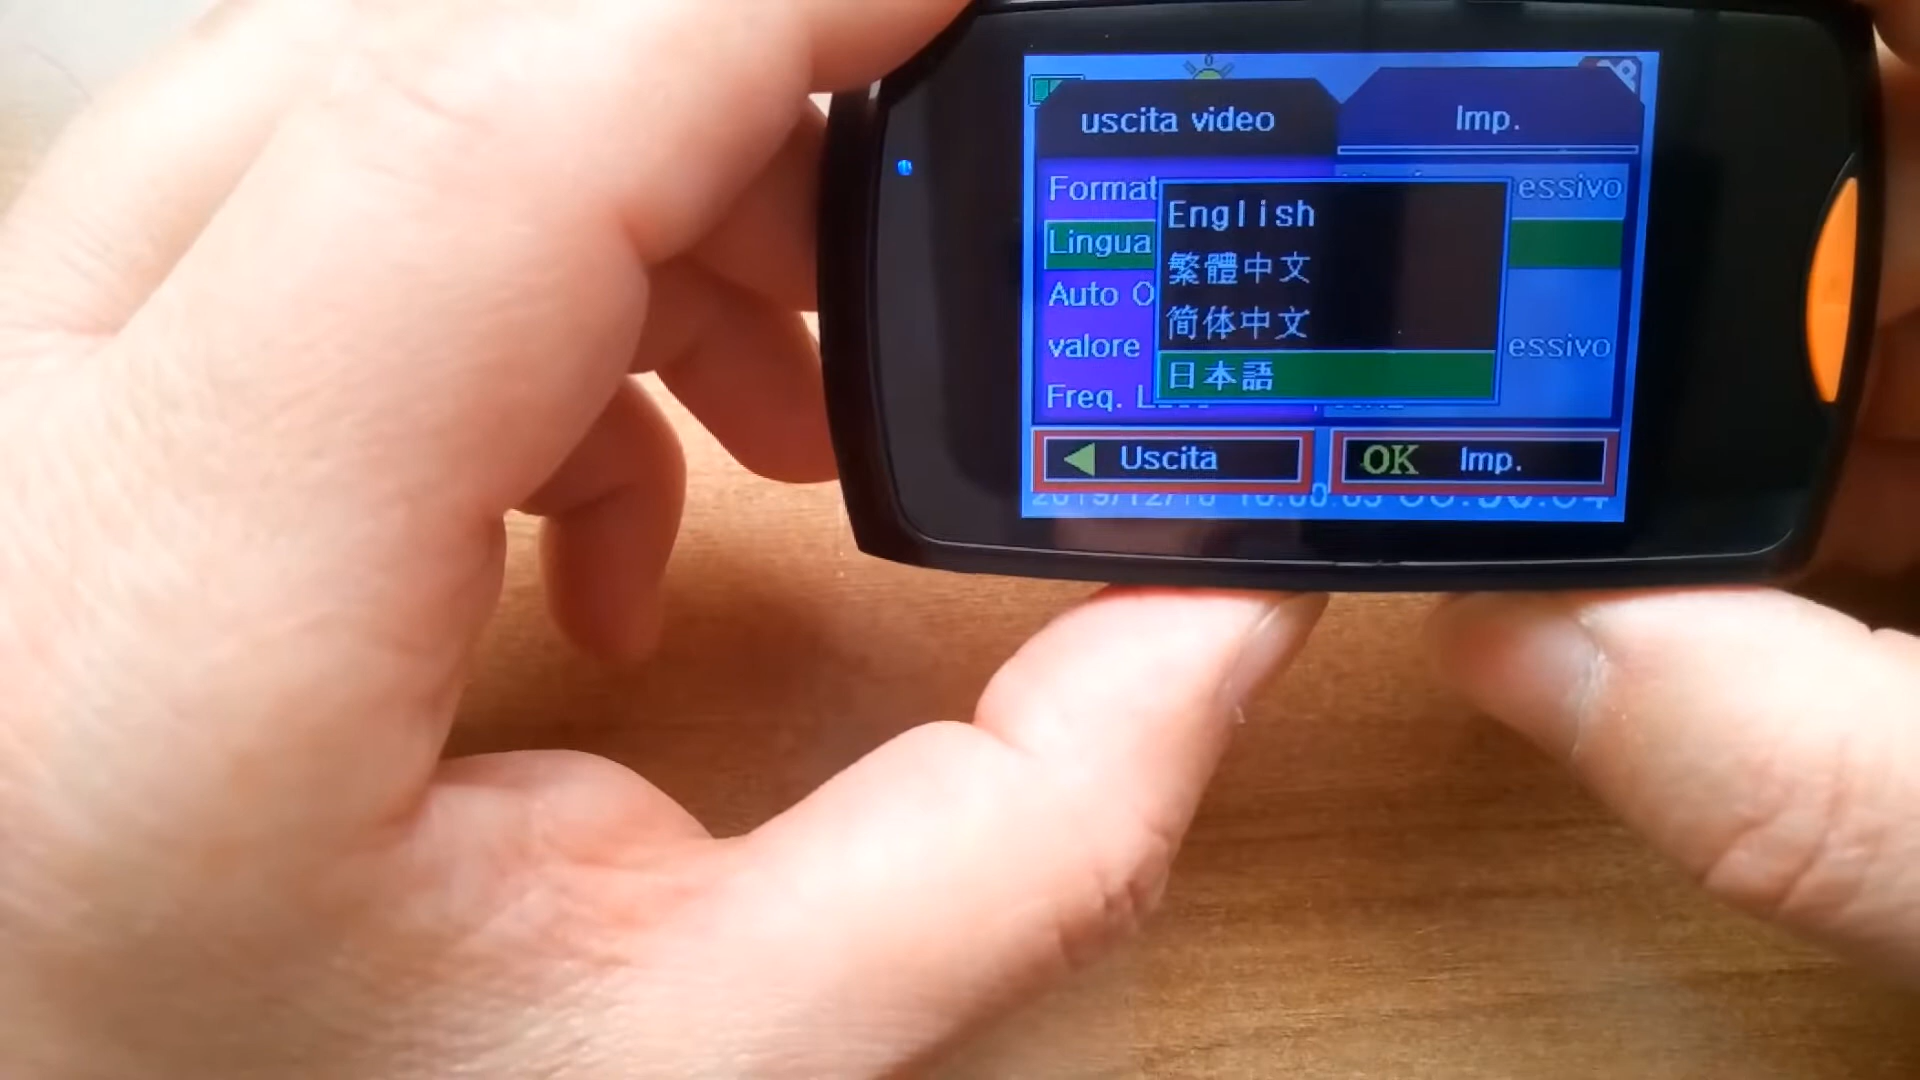 uscita video
Imp.
Format
essivo
English
Lingua
繁體中文
Auto O
简体中文
valore
essivo
日本語
Freq.
Uscita
OK Imp.